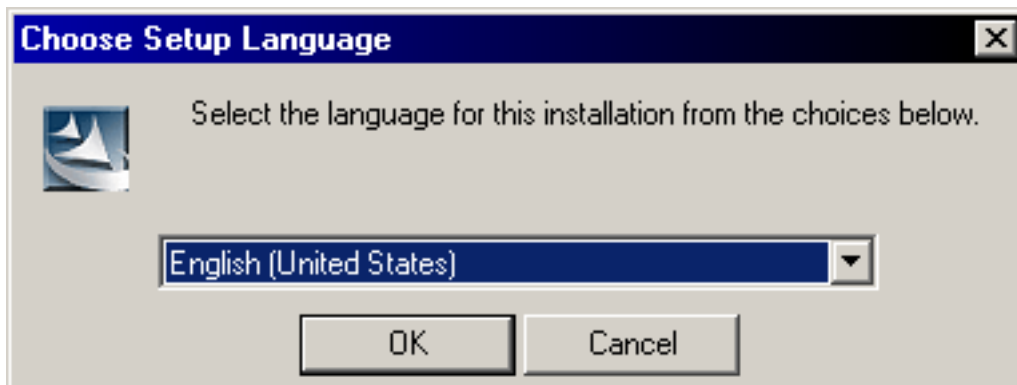 Choose Setup Language
Select the language for this installation from the choices below.
English (United States)
OK
Cancel